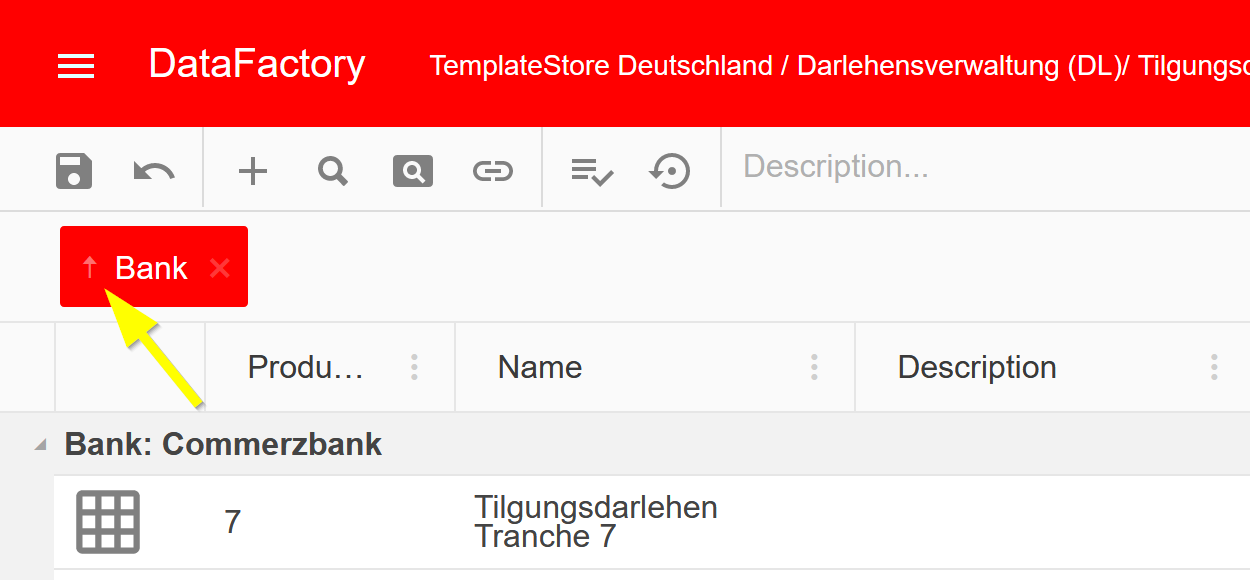 DataFactory
TemplateStore Deutschland / Darlehensverwaltung (DL)/ Tilgungsd
Description...
Bank
Produ…
Name
Description
Bank: Commerzbank
7
Tilgungsdarlehen
Tranche 7